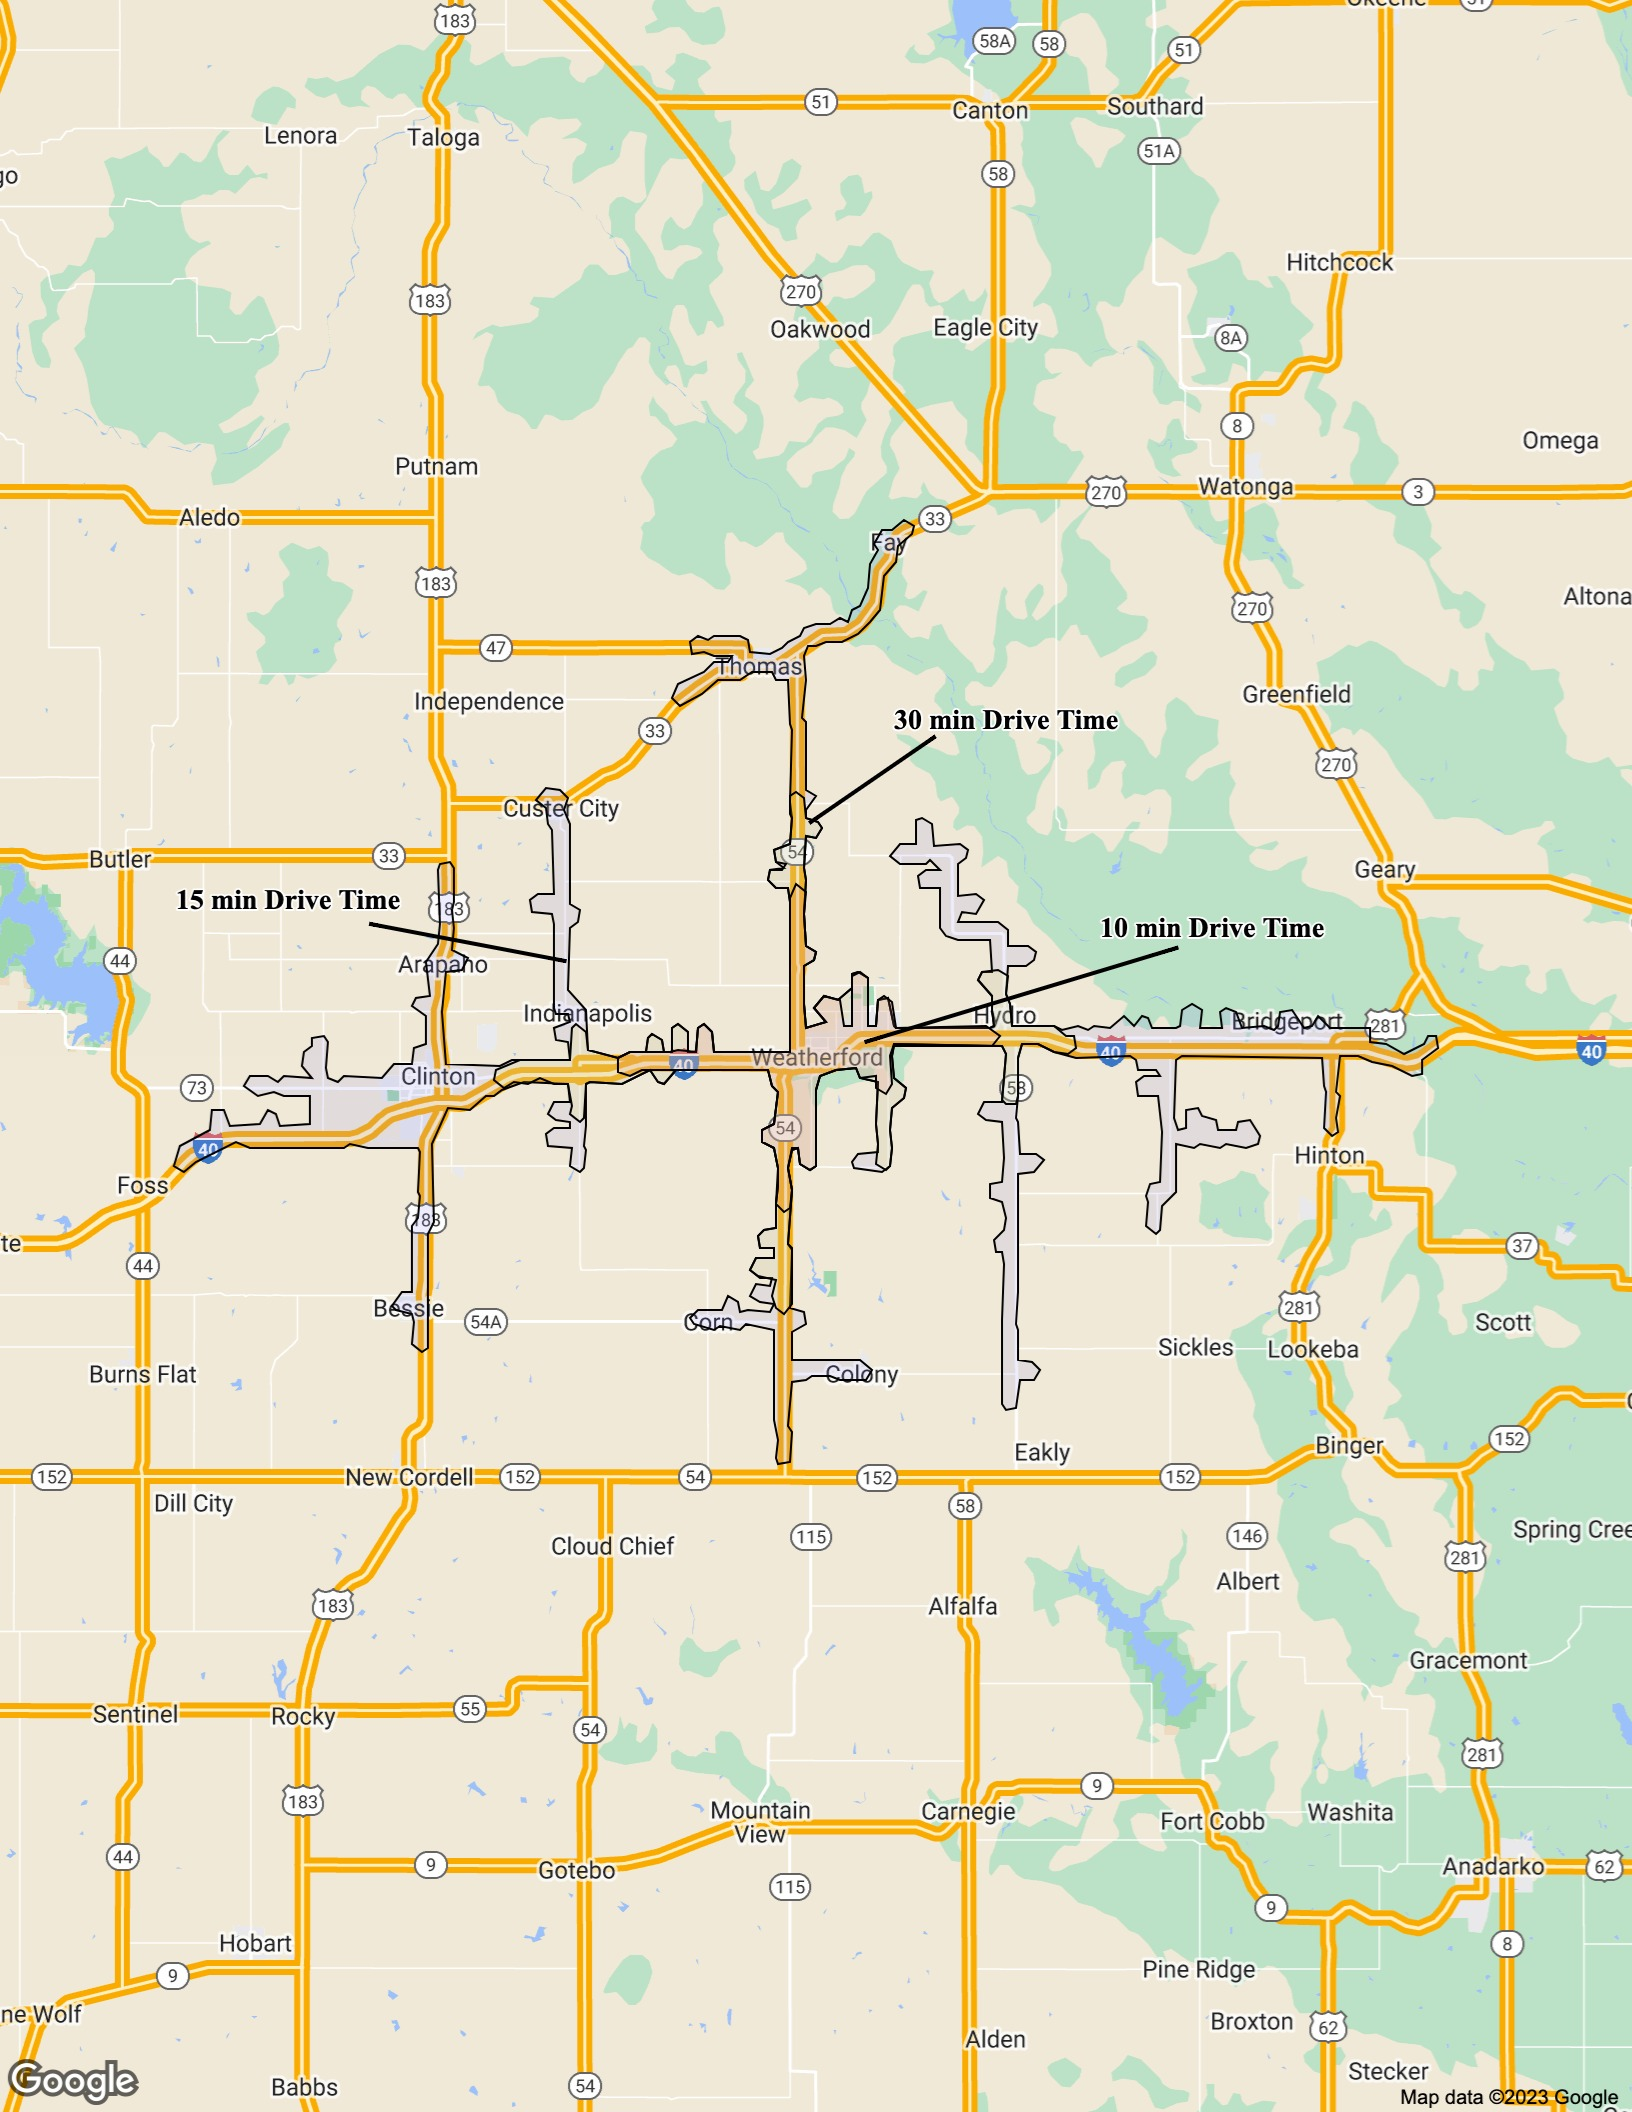 183
58A
58
51
51
Canton
Southard
51
Lenora
Taloga
51A
58
Hitchcock
183
270
Oakwood
Eagle City
8A
8
Omega
Putnam
Watonga
270
3
Aledo
33
Fay
183
270
Altona
47
Thomas
Independence
Greenfield
30 min Drive Time
33
270
Custer City
Butler
33
54
Geary
15 min Drive Time
183
10 min Drive Time
44
Arapaho
Indianapolis
Hydro
Bridgeport
281
Weatherford
40
40
40
Clinton
73
58
54
40
Foss
Hinton
183
te
44
37
Bessie
54A
Corn
281
Scott
Sickles
Lookeba
Burns Flat
Colony
Eakly
Binger
152
152
New Cordell
152
54
152
152
Dill City
58
Cloud Chief
115
146
Spring Cree
281
183
Albert
Alfalfa
Gracemont
Sentinel
Rocky
55
54
281
183
9
Mountain
View
Carnegie
Fort Cobb
Washita
44
9
Gotebo
Anadarko
62
115
9
Hobart
8
9
Pine Ridge
ne Wolf
Broxton
62
Alden
Google
Babbs
54
Stecker
Map data ©2023 Google